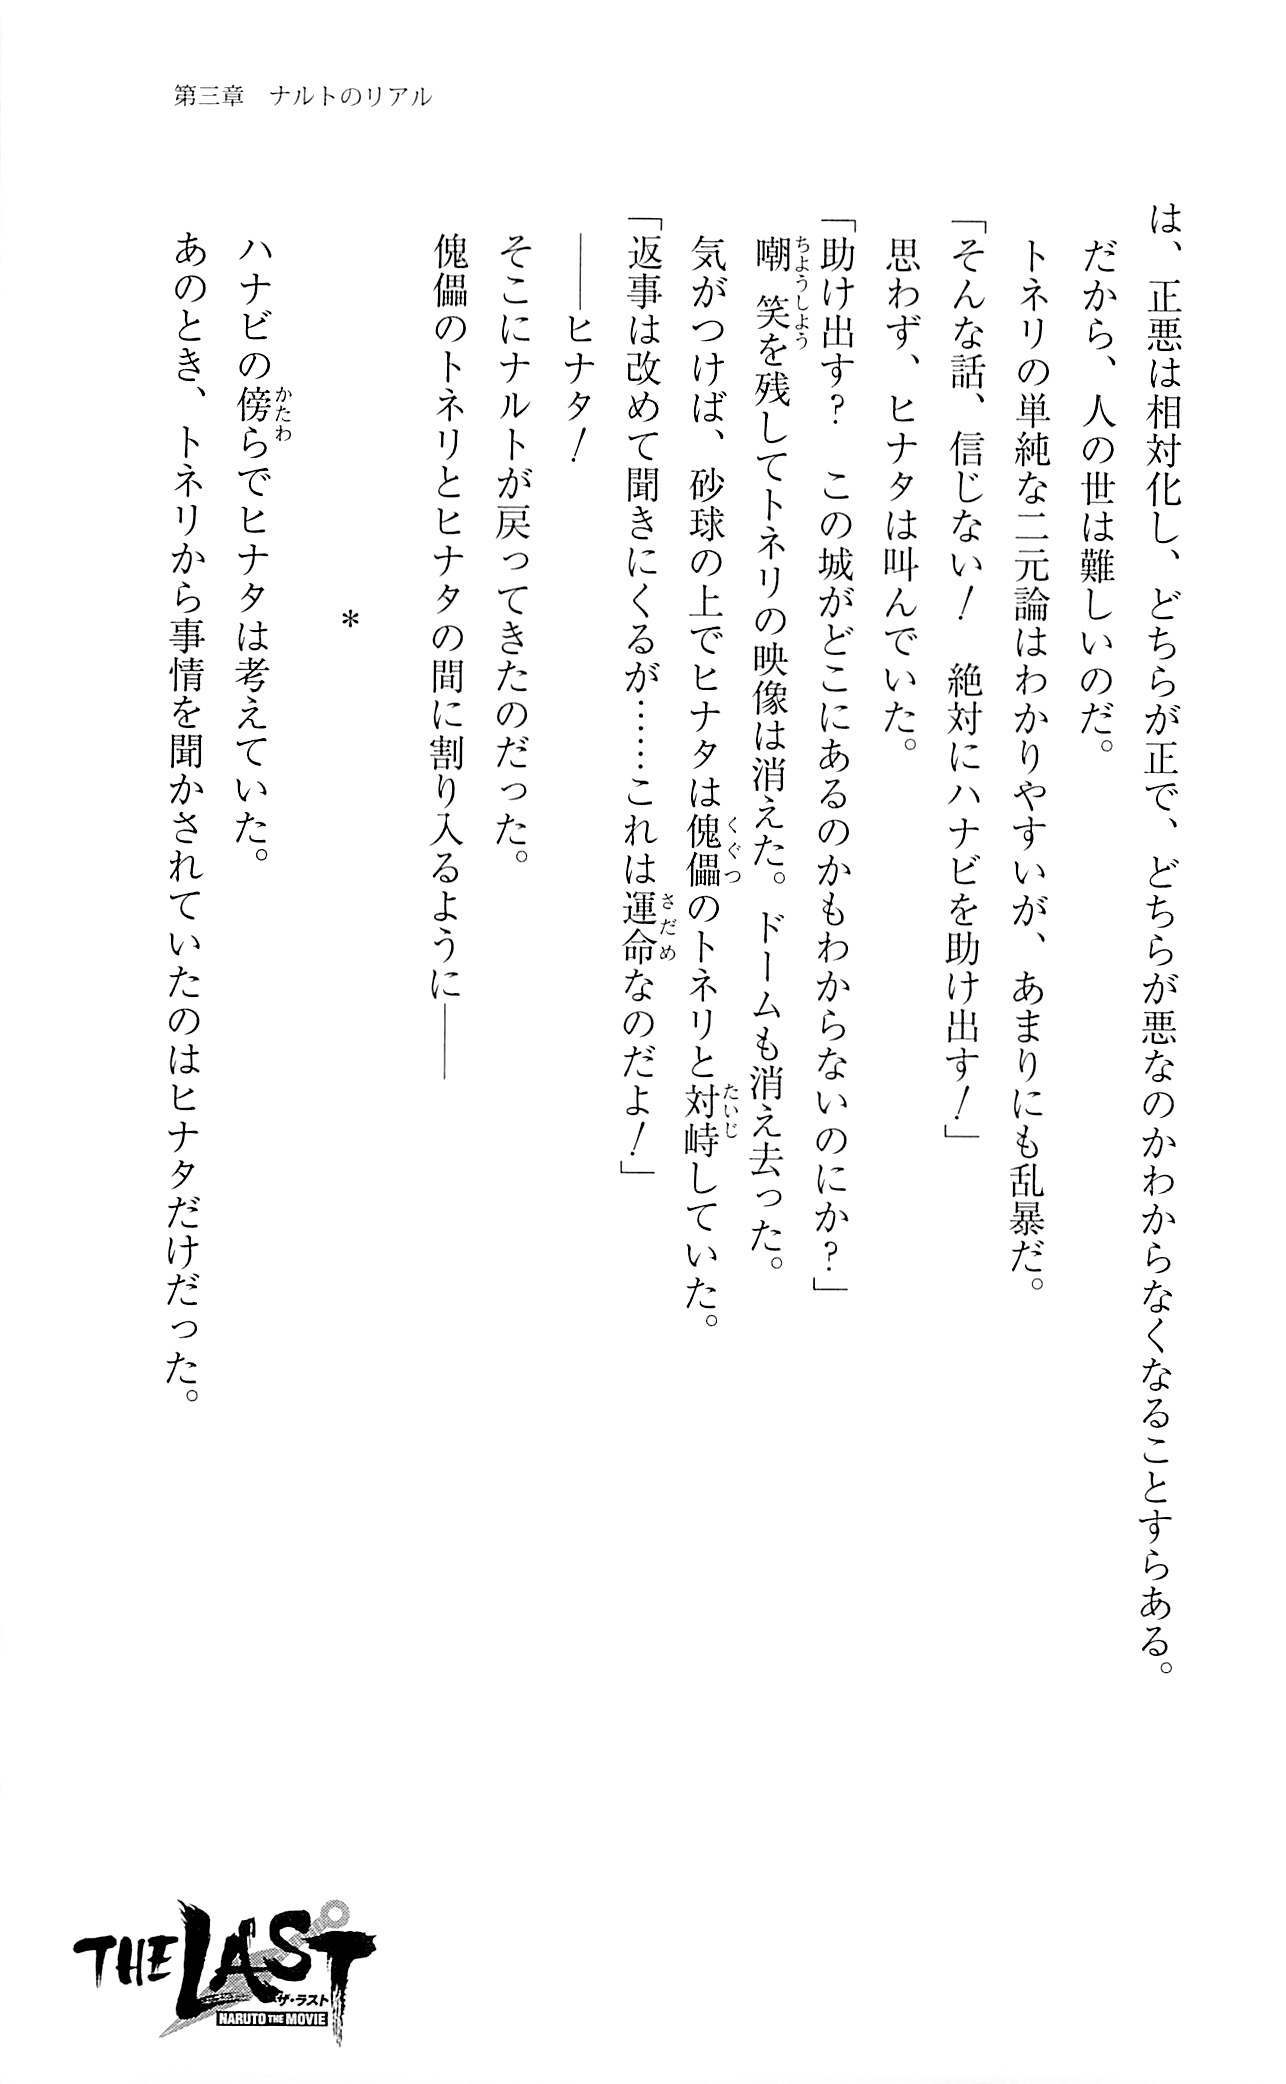 第三章　ナルトのリアル
は、正悪は相対化し、どちらが正で、どちらが悪なのかわからなくなることすらある。
だから、人の世は難しいのだ。
トネリの単純な二元論はわかりやすいが、あまりにも乱暴だ。
「そんな話、信じない！　絶対にハナビを助け出す！」
思わず、ヒナタは叫んでいた。
「助け出す？　この城がどこにあるのかもわからないのにか？」
嘲笑を残してトネリの映像は消えた。ドームも消え去った。
ちょうしょう
気がつけば、砂球の上でヒナタは傀儡のトネリと対峙していた。
くぐつ
たいじ
「返事は改めて聞きにくるが……これは運命なのだよ！」
さだめ
――ヒナタ！
そこにナルトが戻ってきたのだった。
傀儡のトネリとヒナタの間に割り入るように――
＊
ハナビの傍らでヒナタは考えていた。
かたわ
あのとき、トネリから事情を聞かされていたのはヒナタだけだった。
THE LAST
ザ・ラスト
NARUTO THE MOVIE